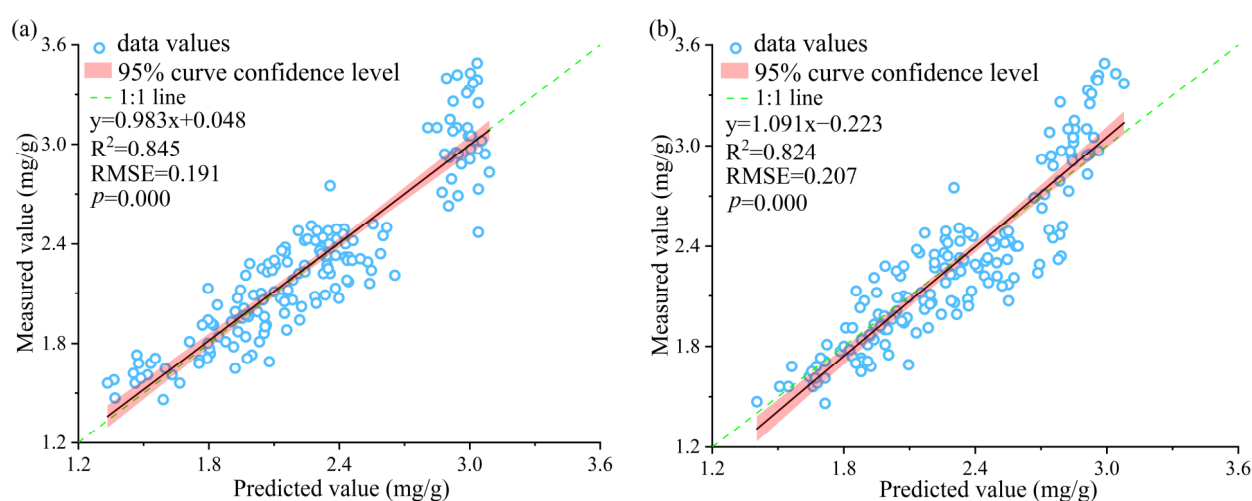 (a)
3.6
data values
95% curve confidence level
1:1 line
y=0.983x+0.048
R²=0.845
RMSE=0.191
p=0.000
3.0
2.4
1.8
1.2
Measured value (mg/g)
1.2 1.8 2.4 3.0 3.6
Predicted value (mg/g)
(b)
3.6
data values
95% curve confidence level
1:1 line
y=1.091x−0.223
R²=0.824
RMSE=0.207
p=0.000
3.0
2.4
1.8
1.2
Measured value (mg/g)
1.2 1.8 2.4 3.0 3.6
Predicted value (mg/g)